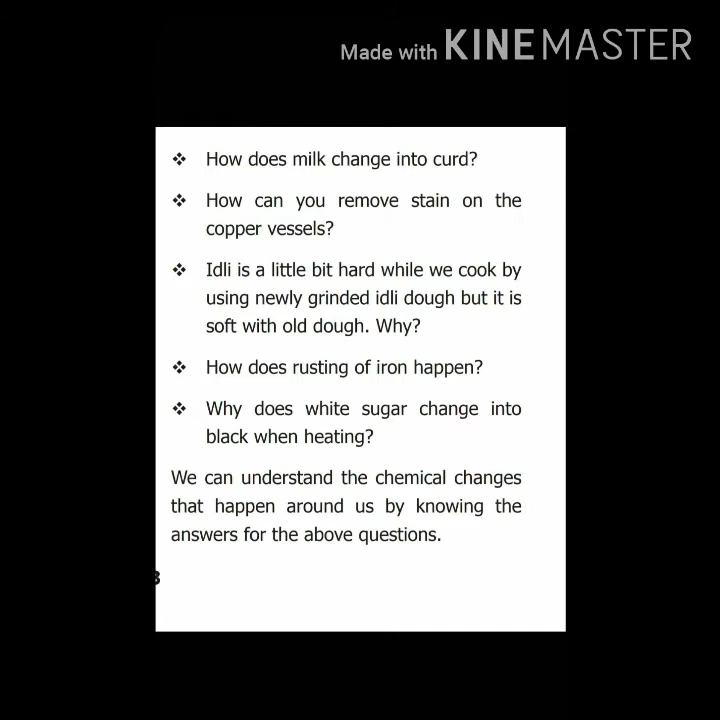 Made with KINEMASTER
❖ How does milk change into curd?
❖ How can you remove stain on the
copper vessels?
❖ Idli is a little bit hard while we cook by
using newly grinded idli dough but it is
soft with old dough. Why?
❖ How does rusting of iron happen?
❖ Why does white sugar change into
black when heating?
We can understand the chemical changes
that happen around us by knowing the
answers for the above questions.